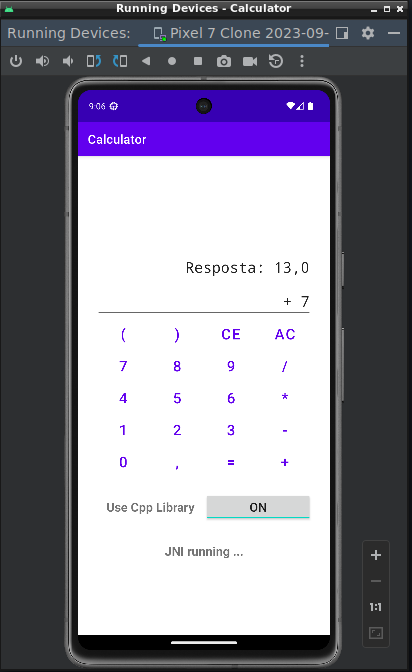 Running Devices - Calculator
Running Devices: Pixel 7 Clone 2023-09-
9:06
Calculator
Resposta: 13,0
+ 7
( ) CE AC
7 8 9 /
4 5 6 *
1 2 3 -
0 , = +
Use Cpp Library ON
JNI running ...
1:1